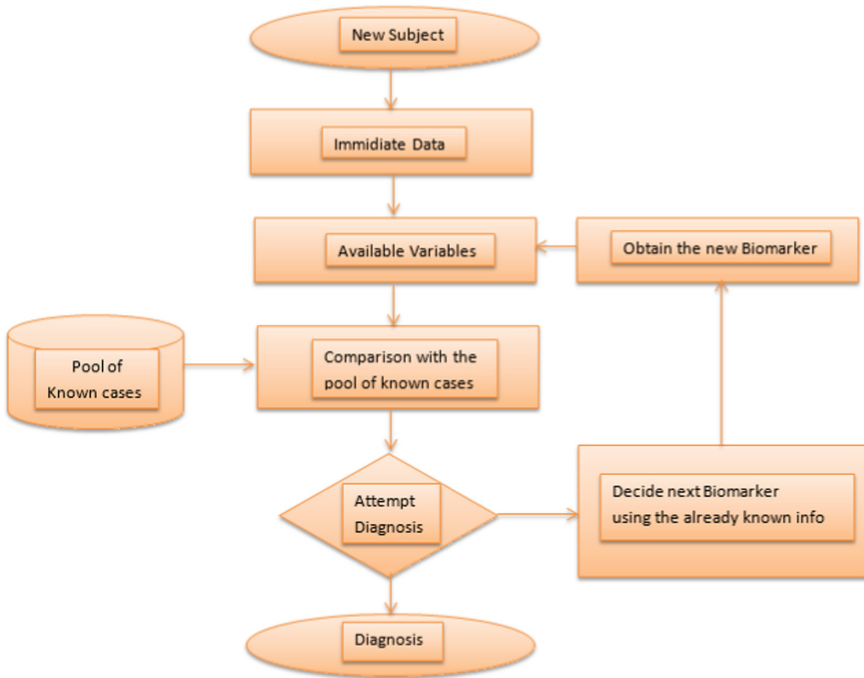 New Subject
Immidiate Data
Available Variables
Obtain the new Biomarker
Pool of
Known cases
Comparison with the
pool of known cases
Attempt
Diagnosis
Decide next Biomarker
using the already known info
Diagnosis